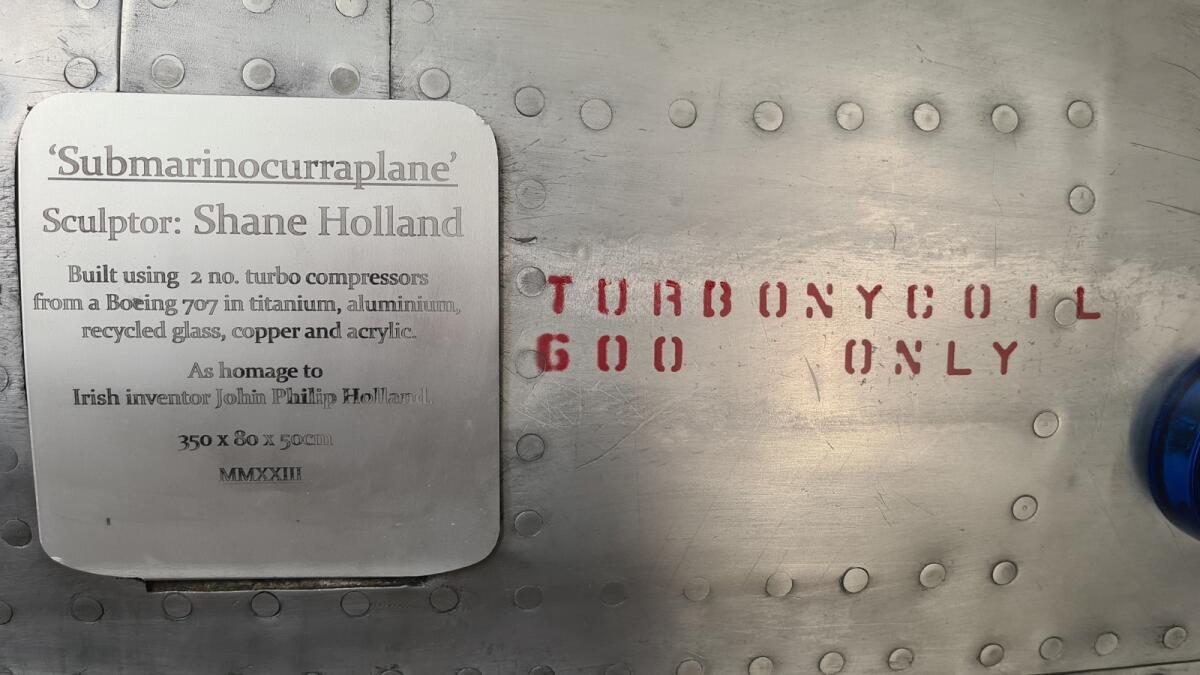 'Submarinocurraplane'
Sculptor: Shane Holland
Built using 2 no. turbo compressors
from a Boeing 707 in titanium, aluminium,
recycled glass, copper and acrylic.
As homage to
Irish inventor John Philip Holland.
350 x 80 x 50cm
MMXXIII
TURBONYCOIL
600 ONLY